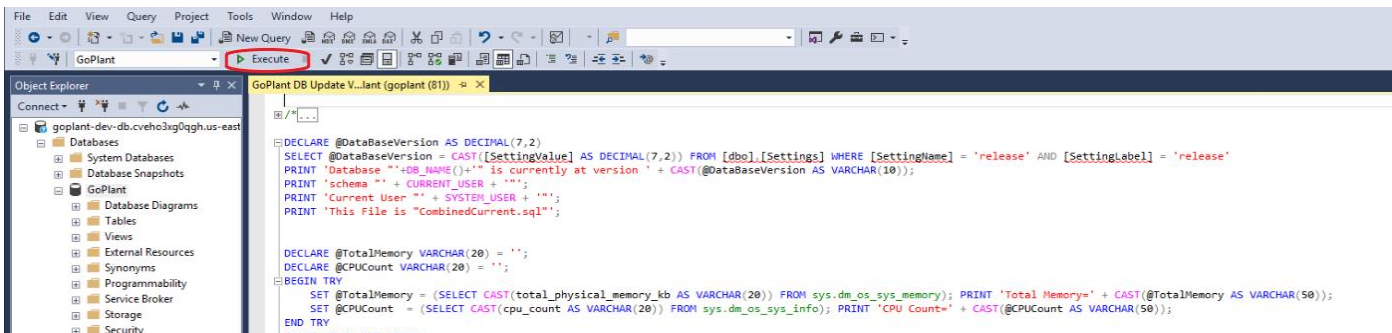 File Edit View Query Project Tools Window Help
New Query MDX DMX XMLA DAX
GoPlant Execute
Object Explorer
GoPlant DB Update V...lant (goplant (81))
Connect
goplant-dev-db.cveho3xg0qgh.us-east
Databases
System Databases
Database Snapshots
GoPlant
Database Diagrams
Tables
Views
External Resources
Synonyms
Programmability
Service Broker
Storage
Security
/*...
DECLARE @DataBaseVersion AS DECIMAL(7,2)
SELECT @DataBaseVersion = CAST([SettingValue] AS DECIMAL(7,2)) FROM [dbo].[Settings] WHERE [SettingName] = 'release' AND [SettingLabel] = 'release'
PRINT 'Database "'+DB_NAME()+'" is currently at version ' + CAST(@DataBaseVersion AS VARCHAR(10));
PRINT 'schema "' + CURRENT_USER + '"';
PRINT 'Current User "' + SYSTEM_USER + '"';
PRINT 'This File is "CombinedCurrent.sql"';
DECLARE @TotalMemory VARCHAR(20) = '';
DECLARE @CPUCount VARCHAR(20) = '';
BEGIN TRY
SET @TotalMemory = (SELECT CAST(total_physical_memory_kb AS VARCHAR(20)) FROM sys.dm_os_sys_memory); PRINT 'Total Memory=' + CAST(@TotalMemory AS VARCHAR(50));
SET @CPUCount = (SELECT CAST(cpu_count AS VARCHAR(20)) FROM sys.dm_os_sys_info); PRINT 'CPU Count=' + CAST(@CPUCount AS VARCHAR(50));
END TRY